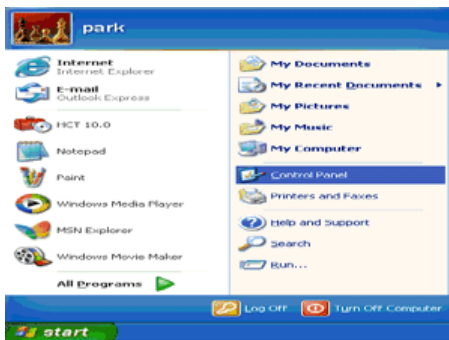 park
Internet
Internet Explorer
E-mail
Outlook Express
HCT 10.0
Notepad
Paint
Windows Media Player
MSN Explorer
Windows Movie Maker
All Programs
My Documents
My Recent Documents
My Pictures
My Music
My Computer
Control Panel
Printers and Faxes
Help and Support
Search
Run...
Log Off
Turn Off Computer
start